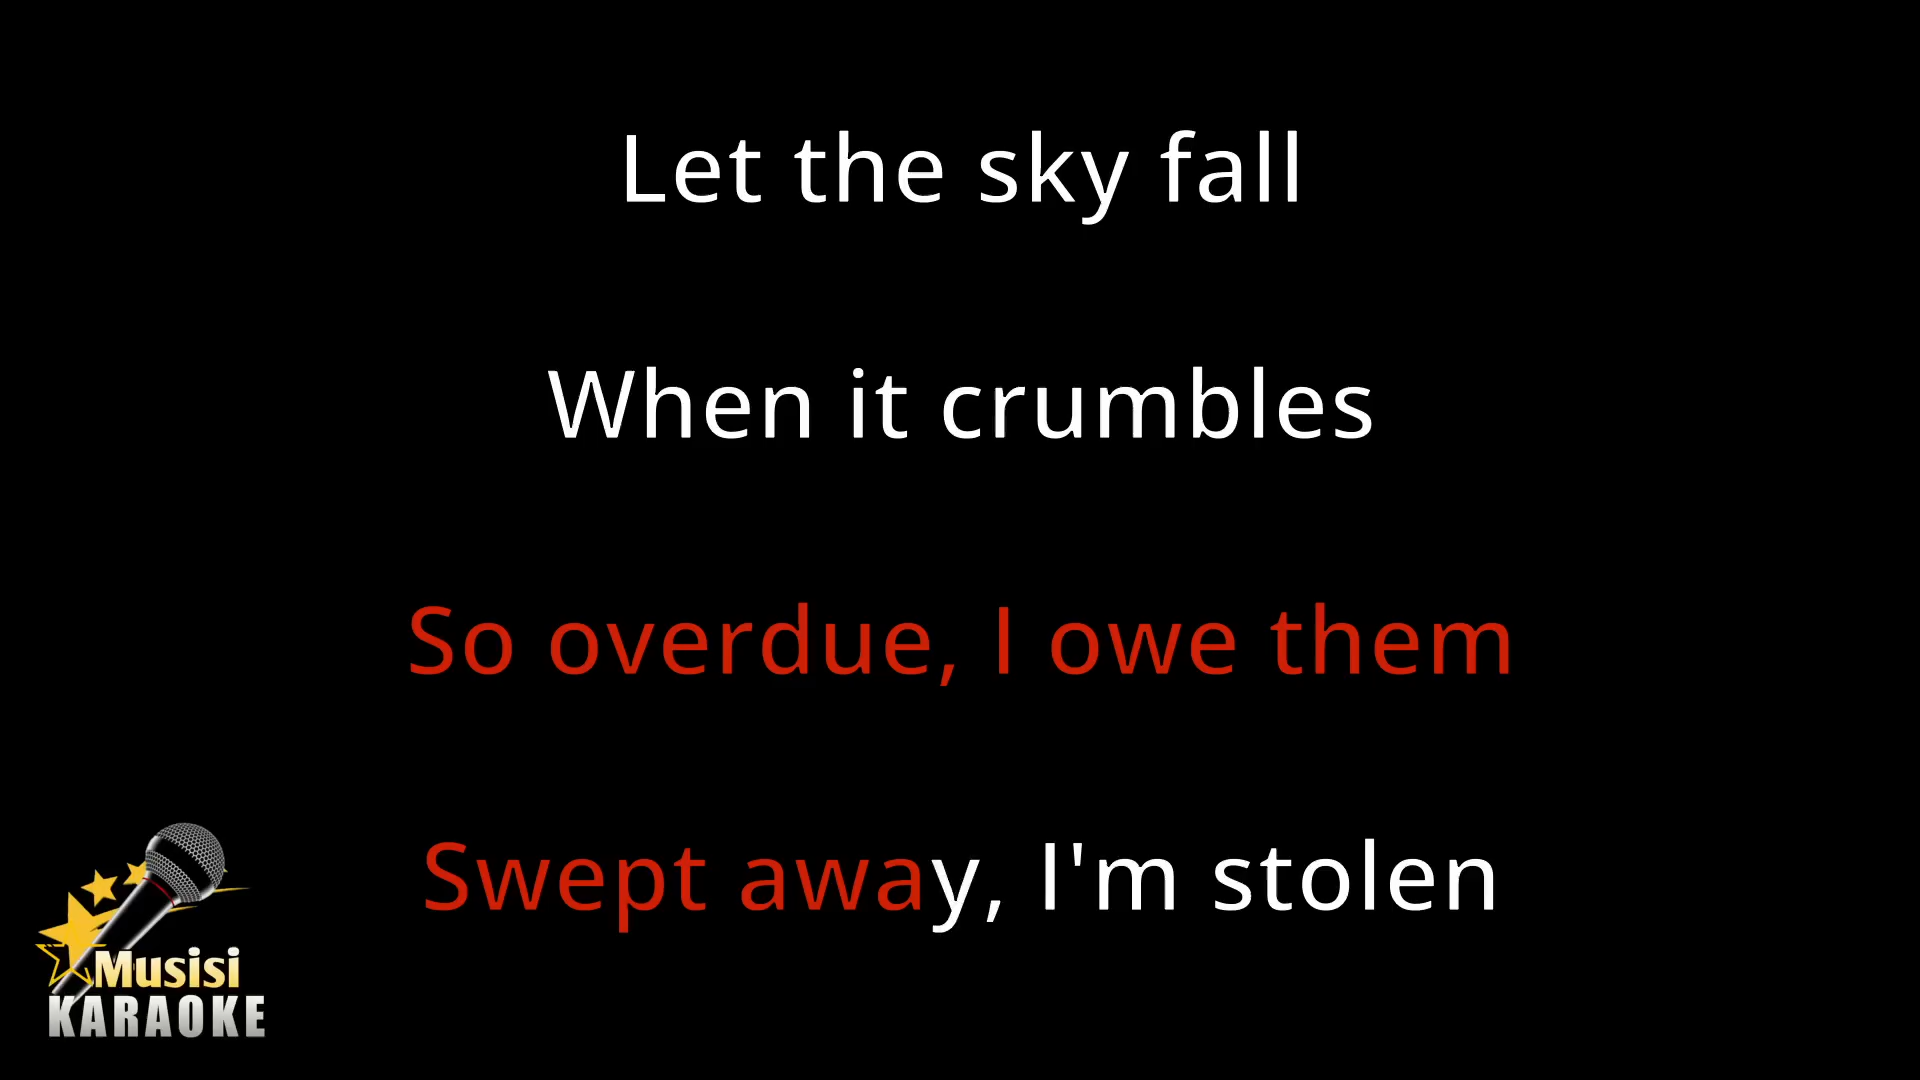 Let the sky fall
When it crumbles
So overdue, I owe them
Swept away, I'm stolen
Musisi
KARAOKE